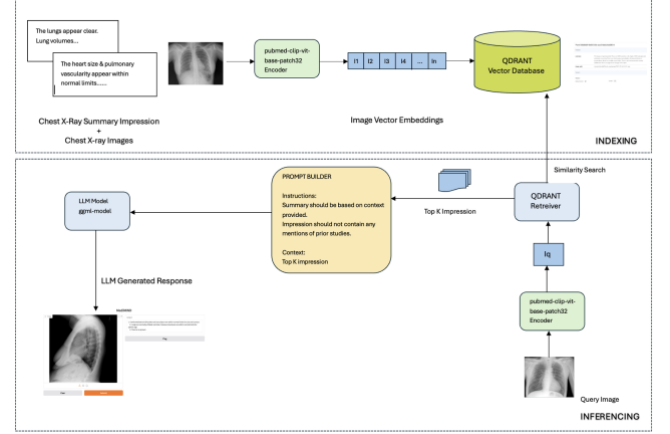 The lungs appear clear.
Lung volumes...
The heart size & pulmonary
vascularity appear within
normal limits.......
Chest X-Ray Summary Impression
+
Chest X-ray Images
pubmed-clip-vit-
base-patch32
Encoder
I1 I2 I3 I4 ... In
Image Vector Embeddings
QDRANT
Vector Database
INDEXING
Similarity Search
LLM Model
ggml-model
PROMPT BUILDER
Instructions:
Summary should be based on context
provided.
Impression should not contain any
mentions of prior studies.
Context:
Top K impression
Top K Impression
QDRANT
Retreiver
Iq
pubmed-clip-vit-
base-patch32
Encoder
Query Image
LLM Generated Response
INFERENCING